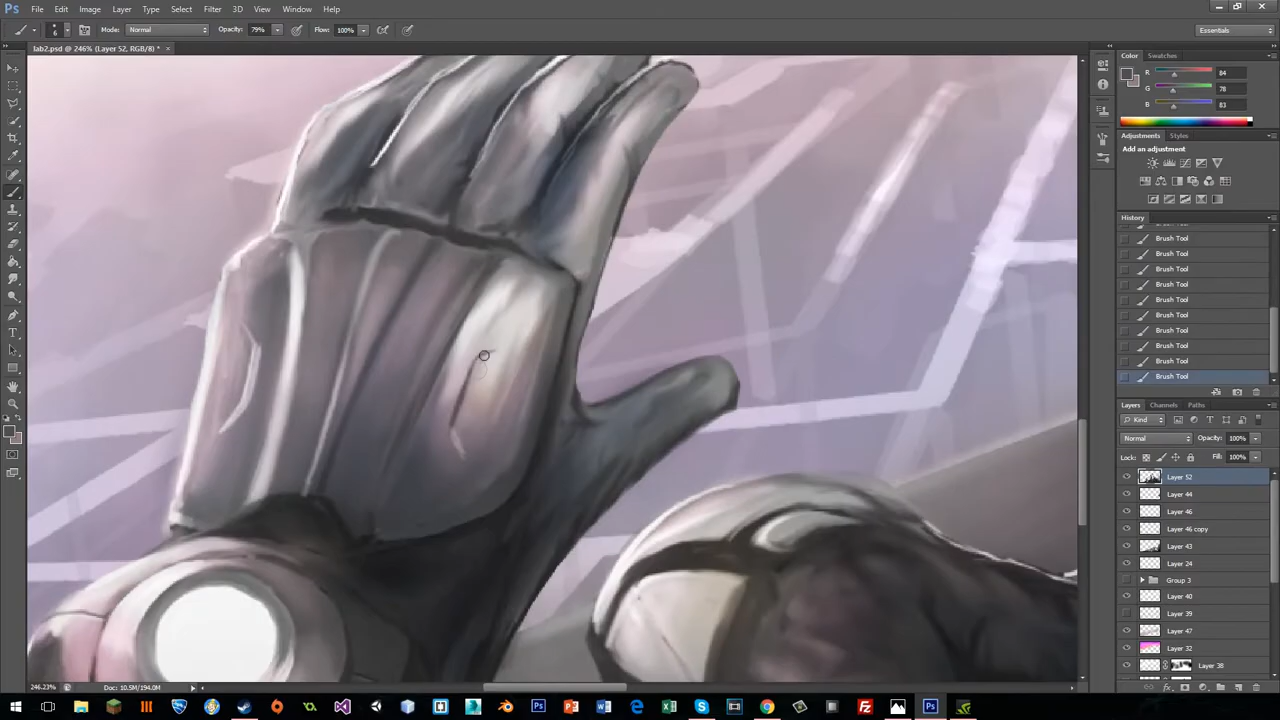 Ps File Edit Image Layer Type Select Filter 3D View Window Help
6 Mode: Normal Opacity: 79% Flow: 100% Essentials
lab2.psd @ 246% (Layer 52, RGB/8) * ×
Color Swatches
R 84
G 78
B 83
Adjustments Styles
Add an adjustment
History
Brush Tool
Brush Tool
Brush Tool
Brush Tool
Brush Tool
Brush Tool
Brush Tool
Brush Tool
Brush Tool
Brush Tool
Layers Channels Paths
Kind
Normal Opacity: 100%
Lock: Fill: 100%
Layer 52
Layer 44
Layer 46
Layer 46 copy
Layer 43
Layer 24
Group 3
Layer 40
Layer 39
Layer 47
Layer 32
Layer 38
246.23% Doc: 10.5M/194.0M